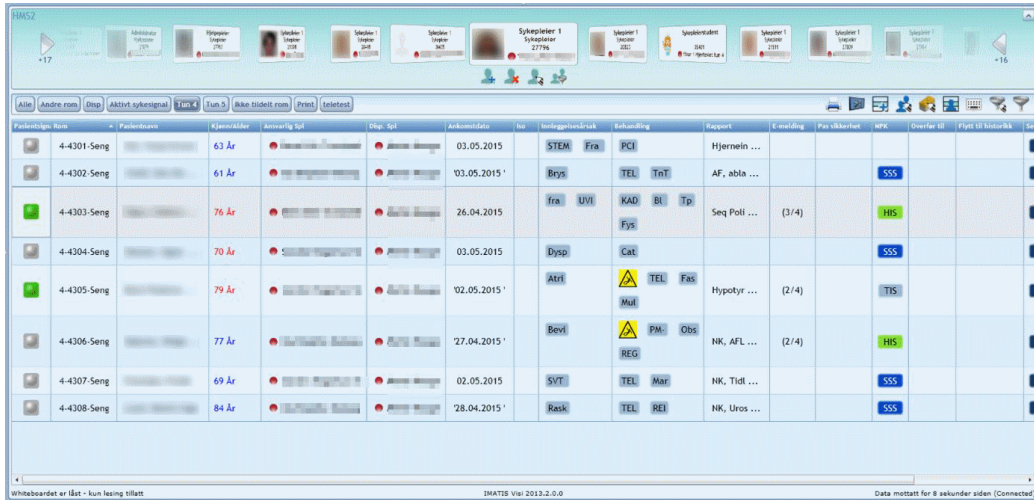 HMS2
Sykepleier 1
Sykepleier
27796
+17
+16
Alle Andre rom Disp Aktivt sykesignal Tun 4 Tun 5 Ikke tildelt rom Print teletest
Pasientsign Rom Pasientnavn Kjønn/Alder Ansvarlig Spl Disp. Spl Ankomstdato Iso Innleggelsesårsak Behandling Rapport E-melding Pas sikkerhet MPK Overfør til Flytt til historikk Se
4-4301-Seng 63 År 03.05.2015 STEM Fra PCI Hjernein ...
4-4302-Seng 61 År '03.05.2015 ' Brys TEL TnT AF, abla ... SSS
4-4303-Seng 76 År 26.04.2015 fra UVI KAD Bl Tp Seq Poli ... (3/4) HIS
Fys
4-4304-Seng 70 År 03.05.2015 Dysp Cat SSS
4-4305-Seng 79 År '02.05.2015 ' Atri TEL Fas Hypotyr ... (2/4) TIS
Mul
4-4306-Seng 77 År '27.04.2015 ' Bevi PM- Obs NK, AFL ... (2/4) HIS
REG
4-4307-Seng 69 År 02.05.2015 SVT TEL Mar NK, Tidl ... SSS
4-4308-Seng 84 År '28.04.2015 ' Rask TEL REI NK, Uros ... SSS
Whiteboardet er låst - kun lesing tillatt IMATIS Visi 2013.2.0.0 Data mottatt for 8 sekunder siden (Connected)